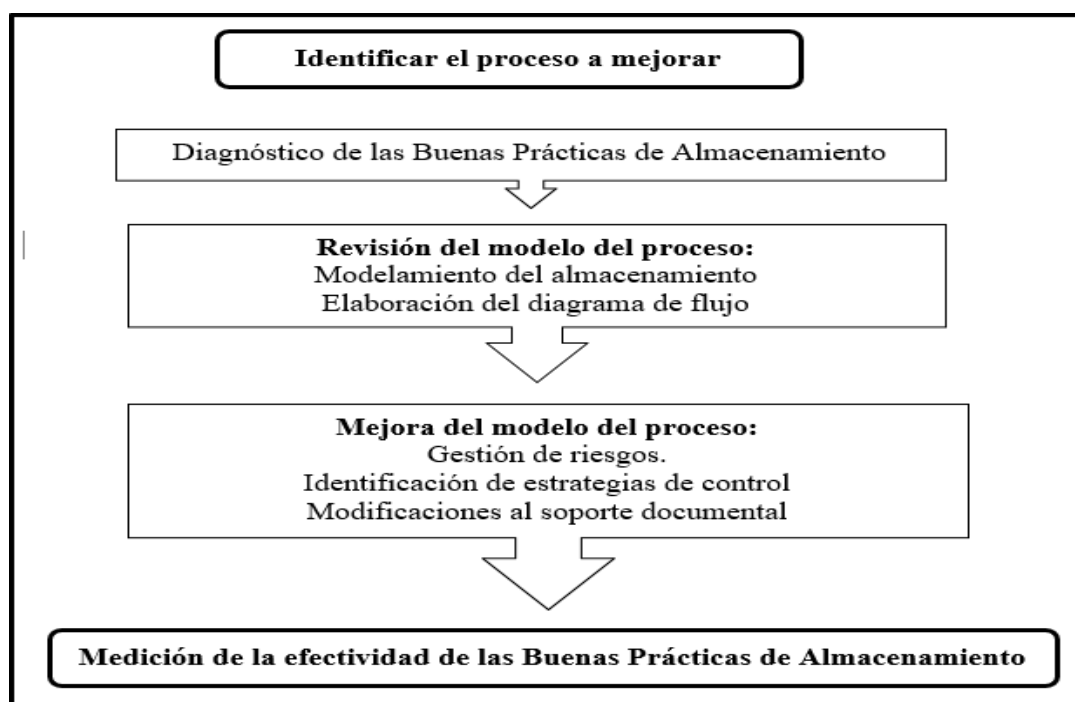 Identificar el proceso a mejorar
Diagnóstico de las Buenas Prácticas de Almacenamiento
Revisión del modelo del proceso:
Modelamiento del almacenamiento
Elaboración del diagrama de flujo
Mejora del modelo del proceso:
Gestión de riesgos.
Identificación de estrategias de control
Modificaciones al soporte documental
Medición de la efectividad de las Buenas Prácticas de Almacenamiento